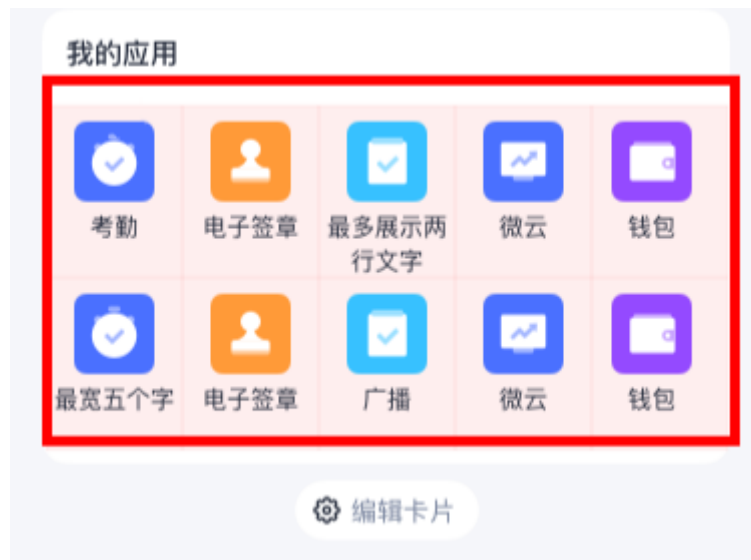 我的应用
考勤 电子签章 最多展示两 微云 钱包
行文字
最宽五个字 电子签章 广播 微云 钱包
编辑卡片